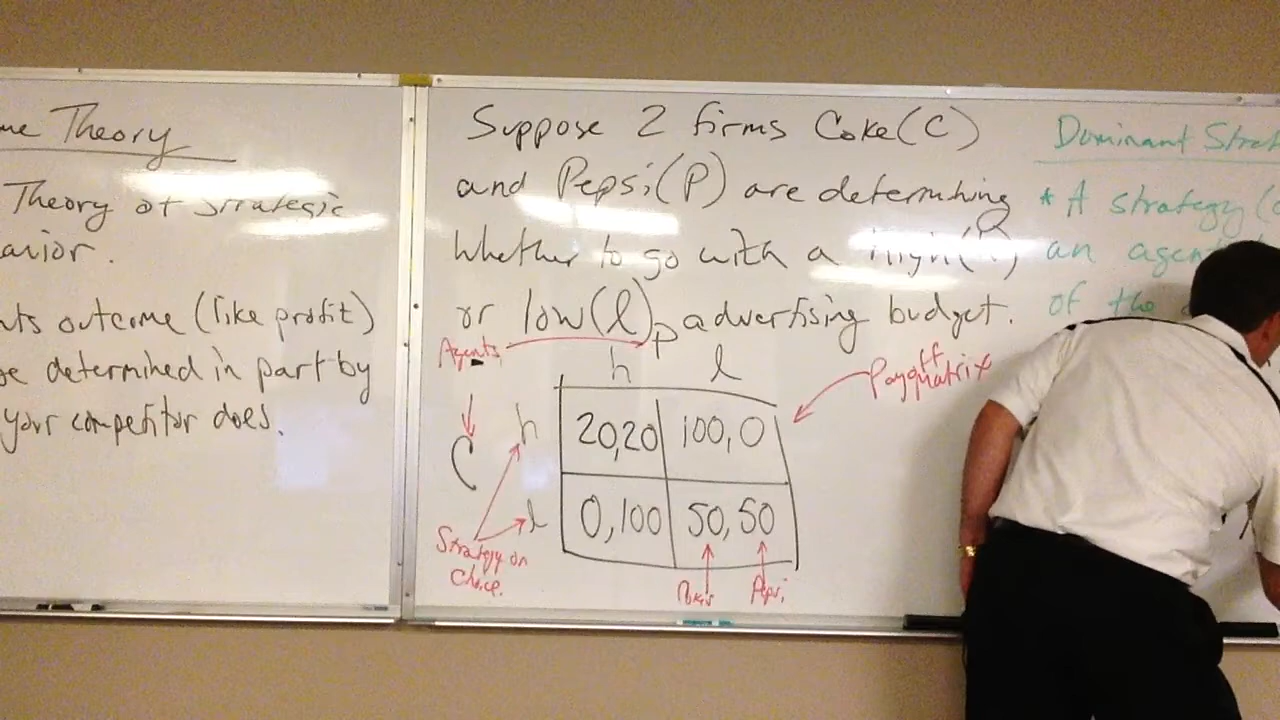 me Theory
Theory of Strategic
avior.
nts outcome (like profit)
be determined in part by
your competitor does.
Suppose 2 firms Coke(C)
and Pepsi(P) are determining
whether to go with a high(h)
or low(l) advertising budget.
Agents
P
h l
Payoff matrix
C
h 20,20 100,0
l 0,100 50,50
Strategy or
choice.
Pepsi
Dominant Strat
* A strategy (
an agen
of the